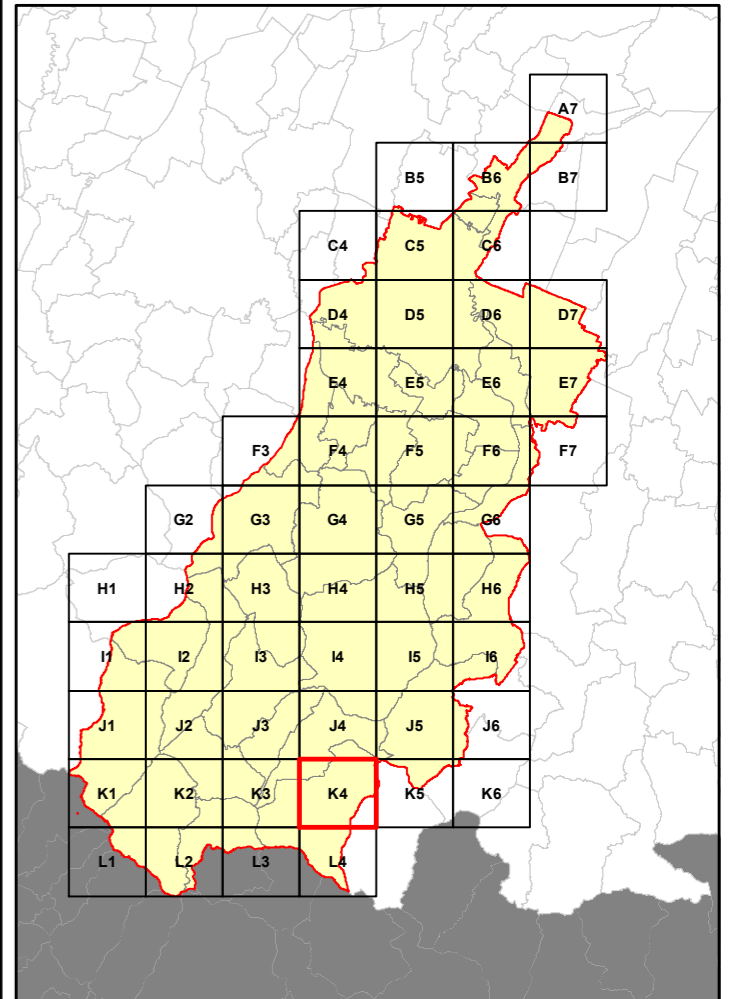 A7
B5 B6 B7
C4 C5 C6
D4 D5 D6 D7
E4 E5 E6 E7
F3 F4 F5 F6 F7
G2 G3 G4 G5 G6
H1 H2 H3 H4 H5 H6
I1 I2 I3 I4 I5 I6
J1 J2 J3 J4 J5 J6
K1 K2 K3 K4 K5 K6
L1 L2 L3 L4